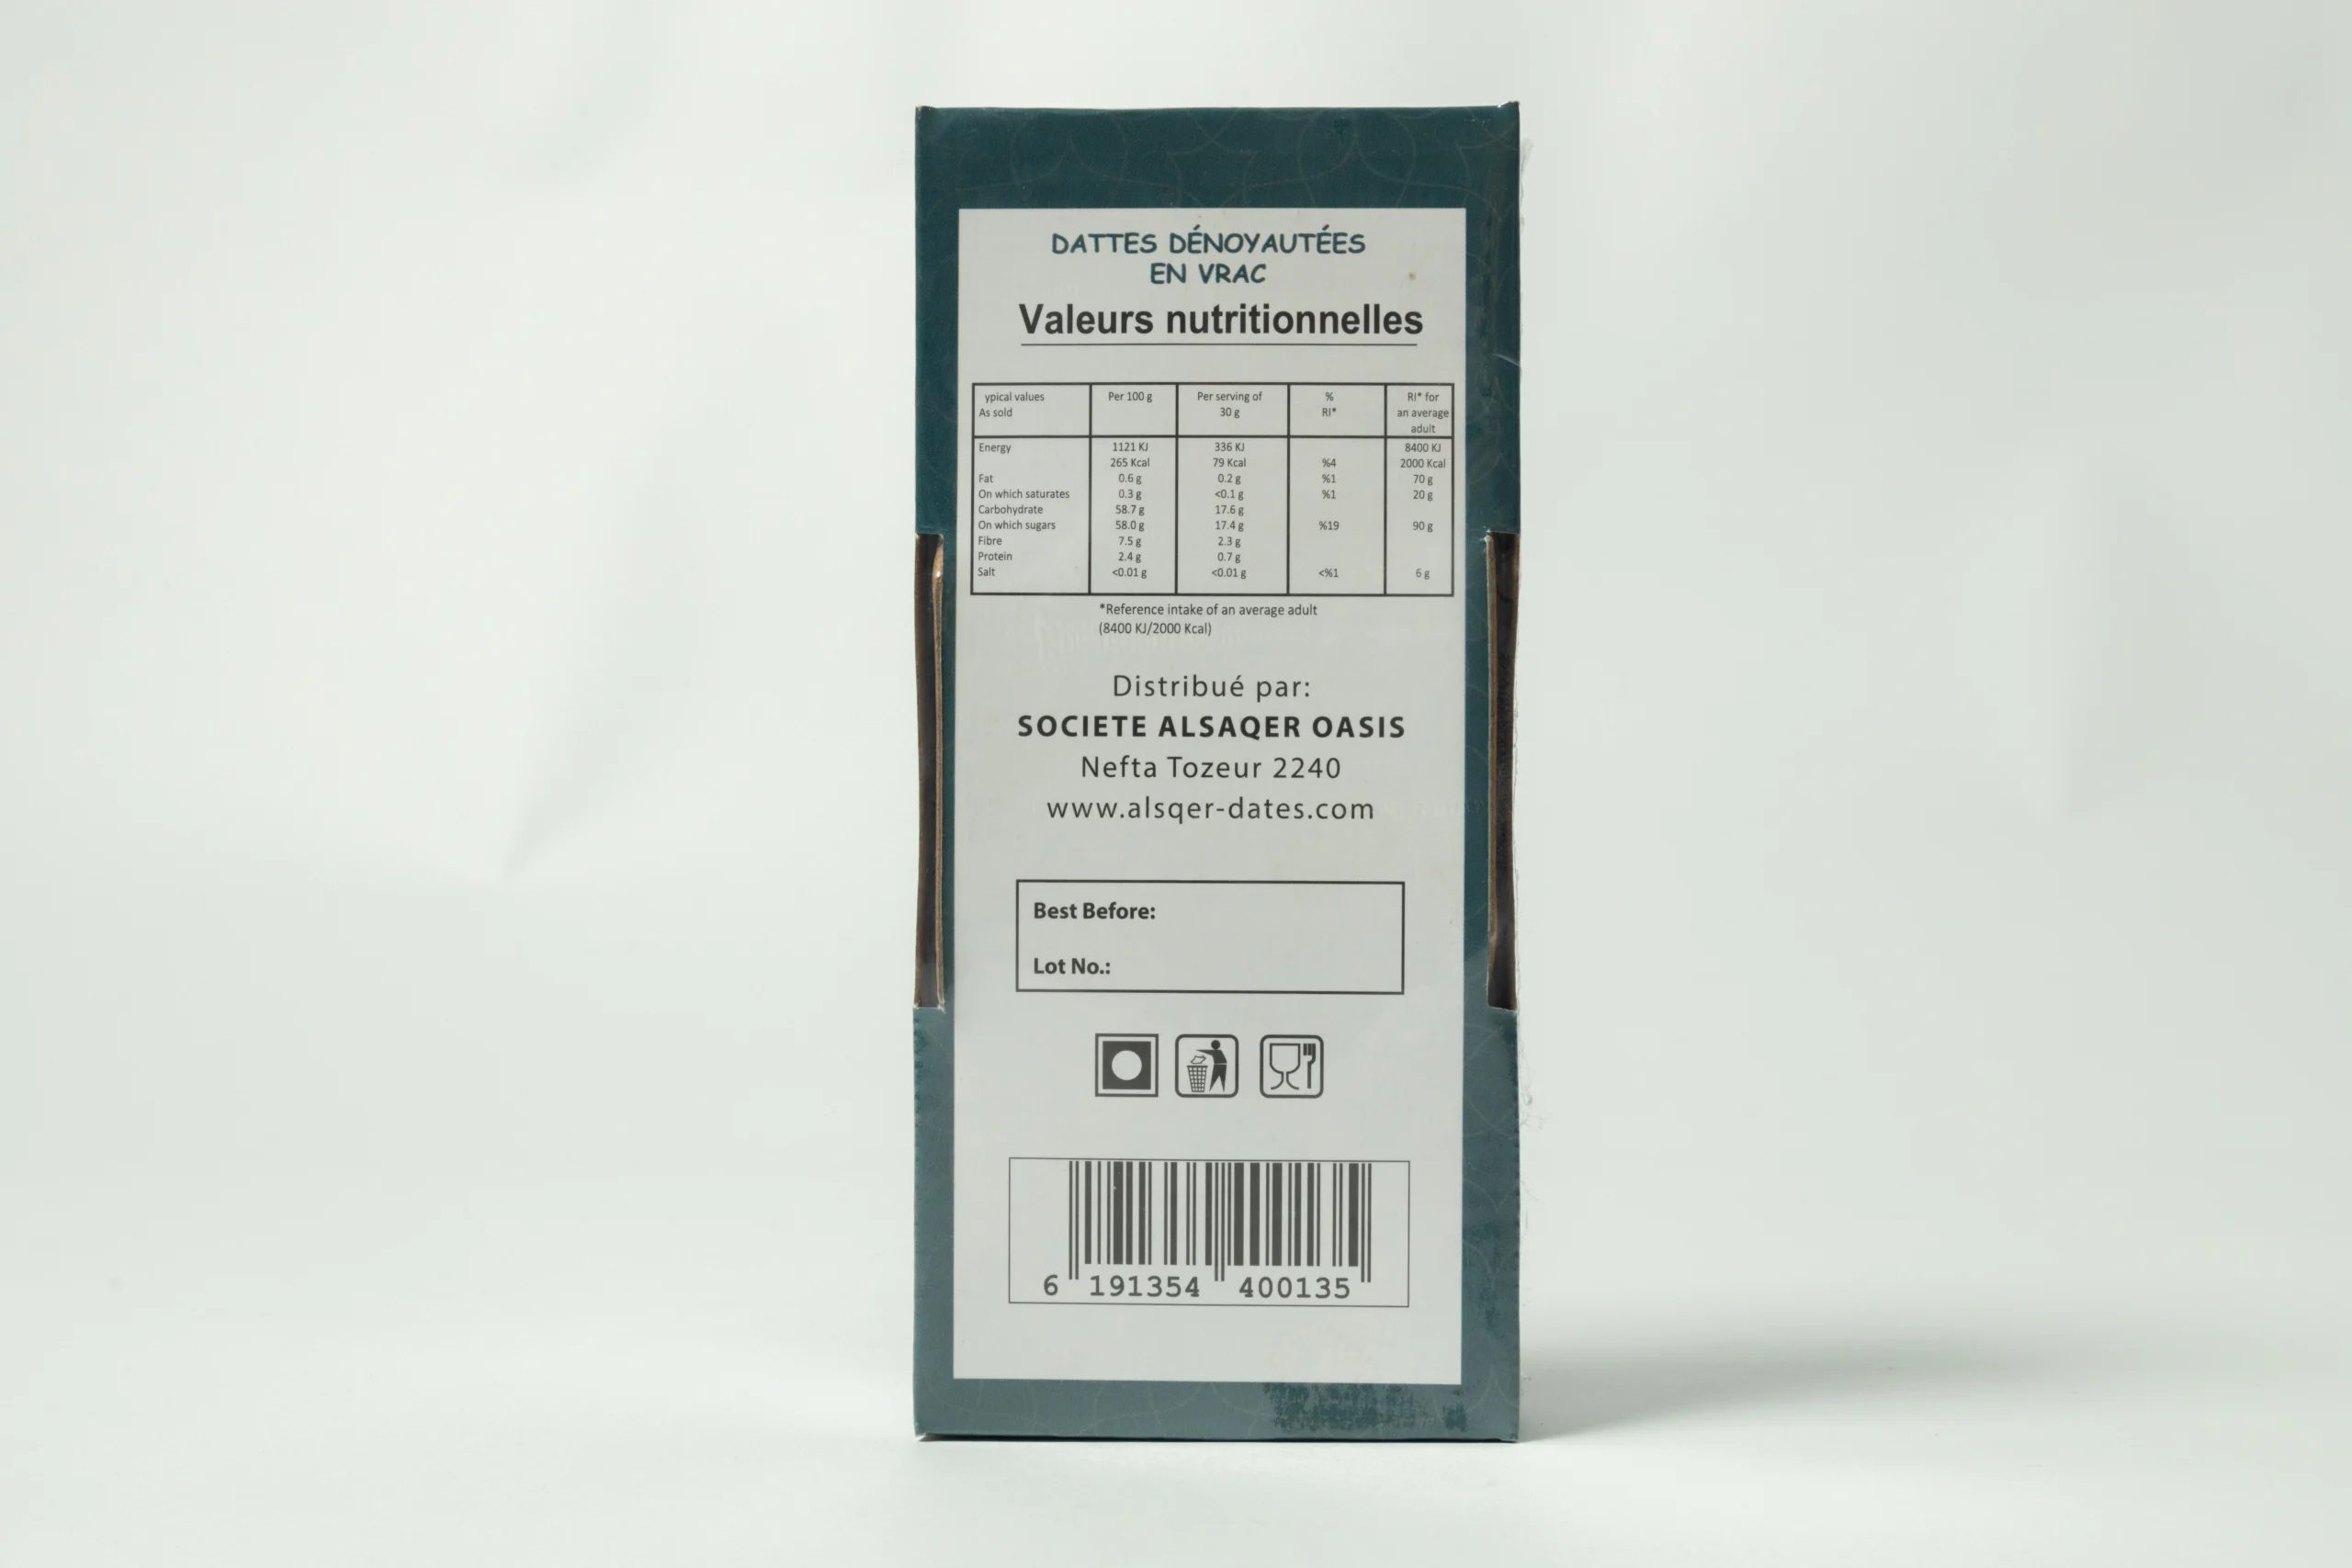 DATTES DÉNOYAUTÉES
EN VRAC
Valeurs nutritionnelles
ypical values As sold Per 100 g Per serving of 30 g % RI* RI* for an average adult
Energy 1121 KJ 336 KJ 8400 KJ
265 Kcal 79 Kcal %4 2000 Kcal
Fat 0.6 g 0.2 g %1 70 g
On which saturates 0.3 g <0.1 g %1 20 g
Carbohydrate 58.7 g 17.6 g
On which sugars 58.0 g 17.4 g %19 90 g
Fibre 7.5 g 2.3 g
Protein 2.4 g 0.7 g
Salt <0.01 g <0.01 g <%1 6 g
*Reference intake of an average adult
(8400 KJ/2000 Kcal)
Distribué par:
SOCIETE ALSAQER OASIS
Nefta Tozeur 2240
www.alsqer-dates.com
Best Before:
Lot No.:
6 191354 400135